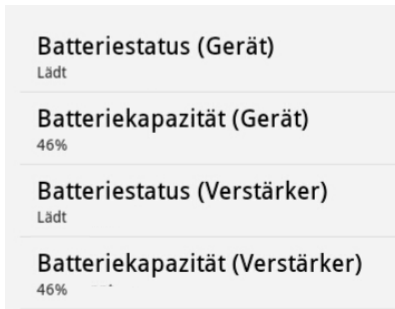 Batteriestatus (Gerät)
Lädt
Batteriekapazität (Gerät)
46%
Batteriestatus (Verstärker)
Lädt
Batteriekapazität (Verstärker)
46%